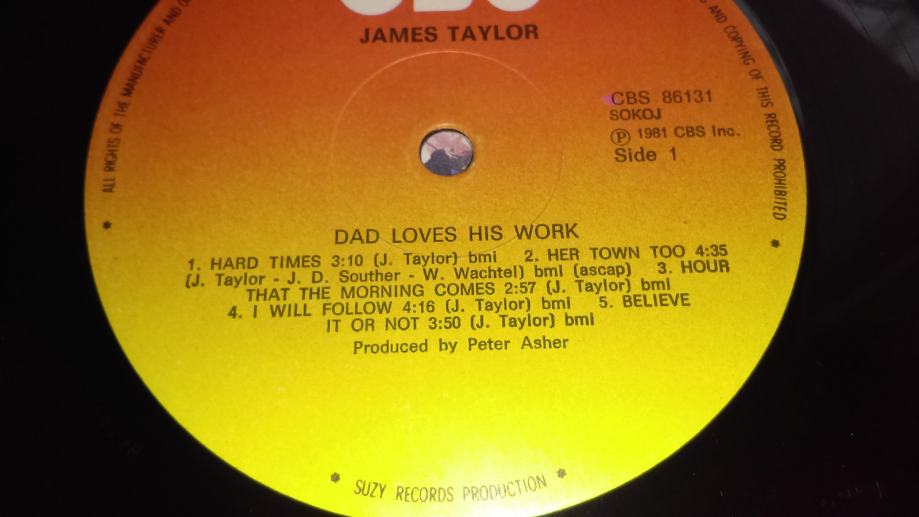 JAMES TAYLOR
CBS 86131
SOKOJ
Ⓟ 1981 CBS Inc.
Side 1
DAD LOVES HIS WORK
1. HARD TIMES 3:10 (J. Taylor) bmi 2. HER TOWN TOO 4:35
(J. Taylor - J. D. Souther - W. Wachtel) bmi (ascap) 3. HOUR
THAT THE MORNING COMES 2:57 (J. Taylor) bmi
4. I WILL FOLLOW 4:16 (J. Taylor) bmi 5. BELIEVE
IT OR NOT 3:50 (J. Taylor) bmi
Produced by Peter Asher
* SUZY RECORDS PRODUCTION *
* ALL RIGHTS OF THE MANUFACTURER AND
AND COPYING OF THIS RECORD PROHIBITED *